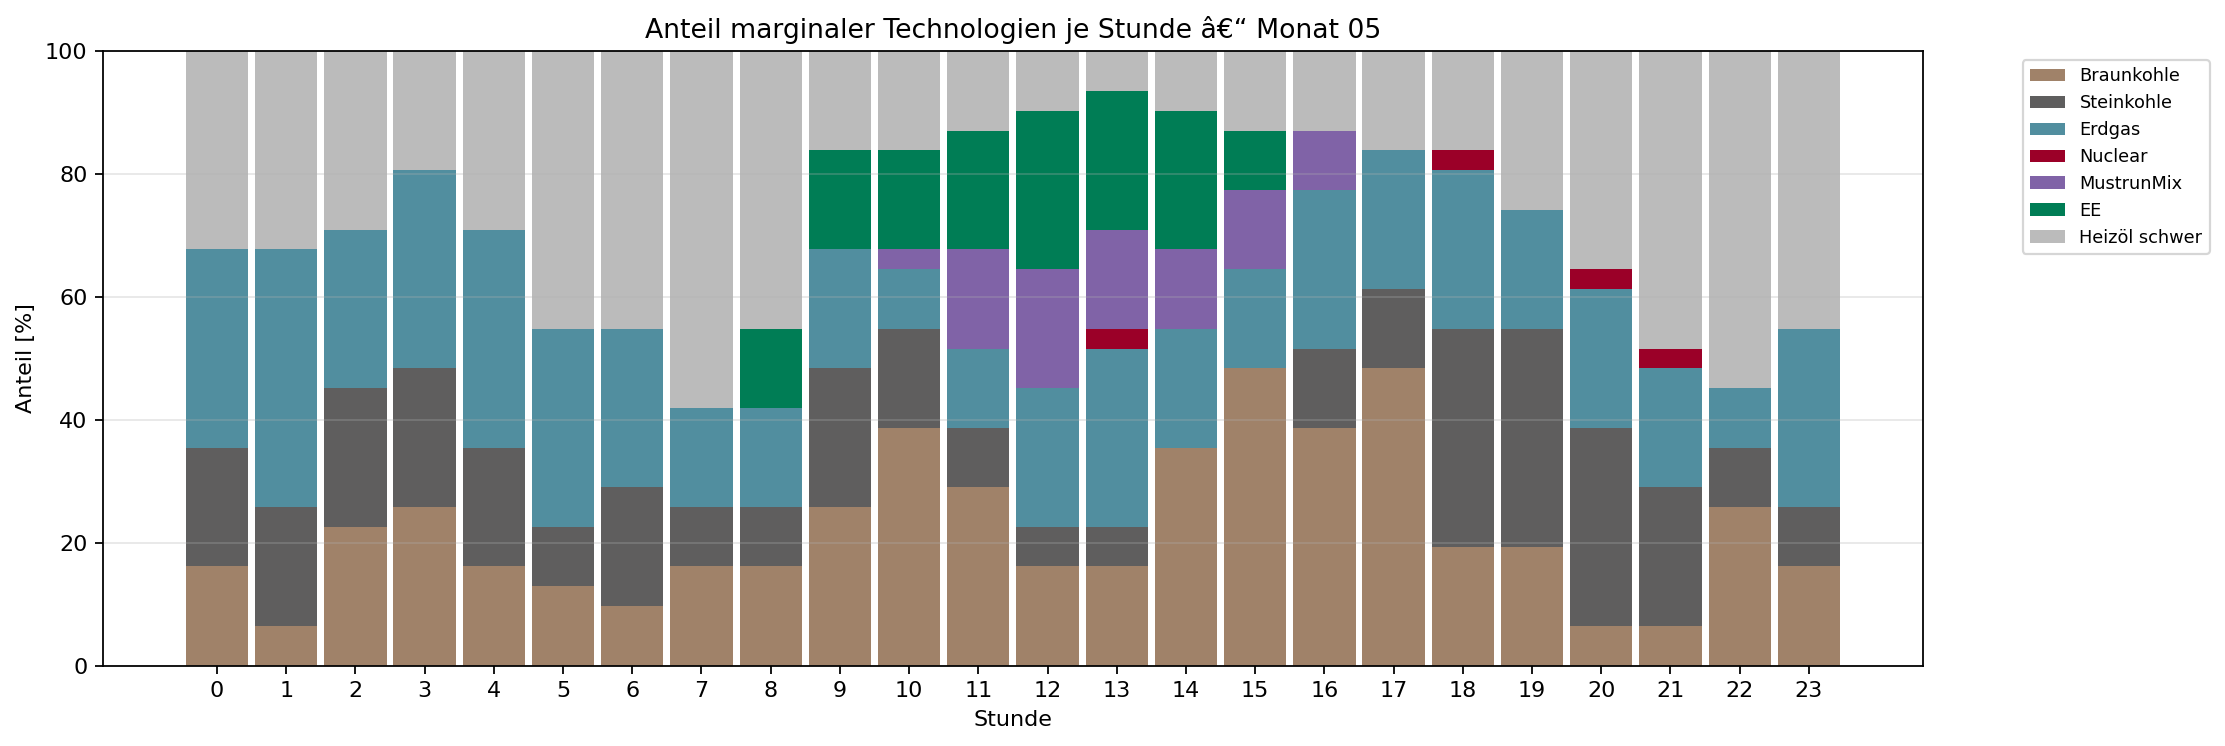 Anteil marginaler Technologien je Stunde â€“ Monat 05
Anteil [%]
100
80
60
40
20
0
0 1 2 3 4 5 6 7 8 9 10 11 12 13 14 15 16 17 18 19 20 21 22 23
Stunde
Braunkohle
Steinkohle
Erdgas
Nuclear
MustrunMix
EE
Heizöl schwer